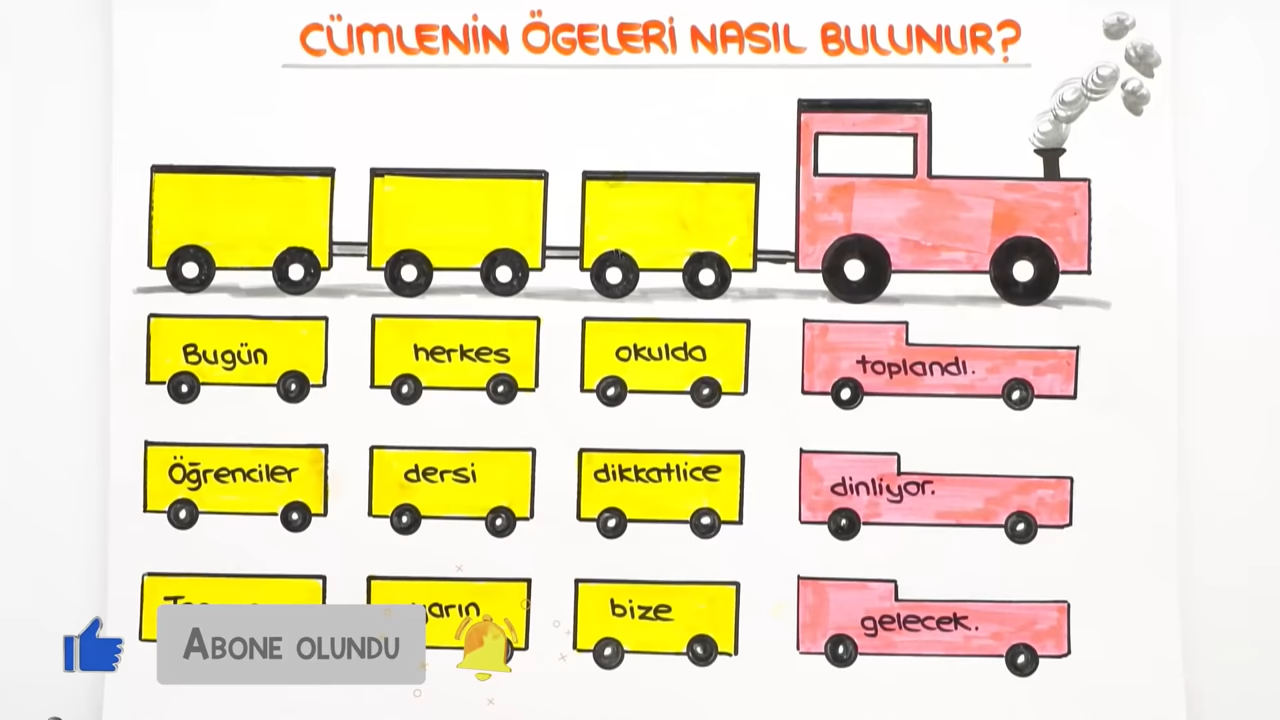 CÜMLENİN ÖGELERİ NASIL BULUNUR?
Bugün herkes okulda toplandı.
Öğrenciler dersi dikkatlice dinliyor.
yarın bize gelecek.
ABONE OLUNDU